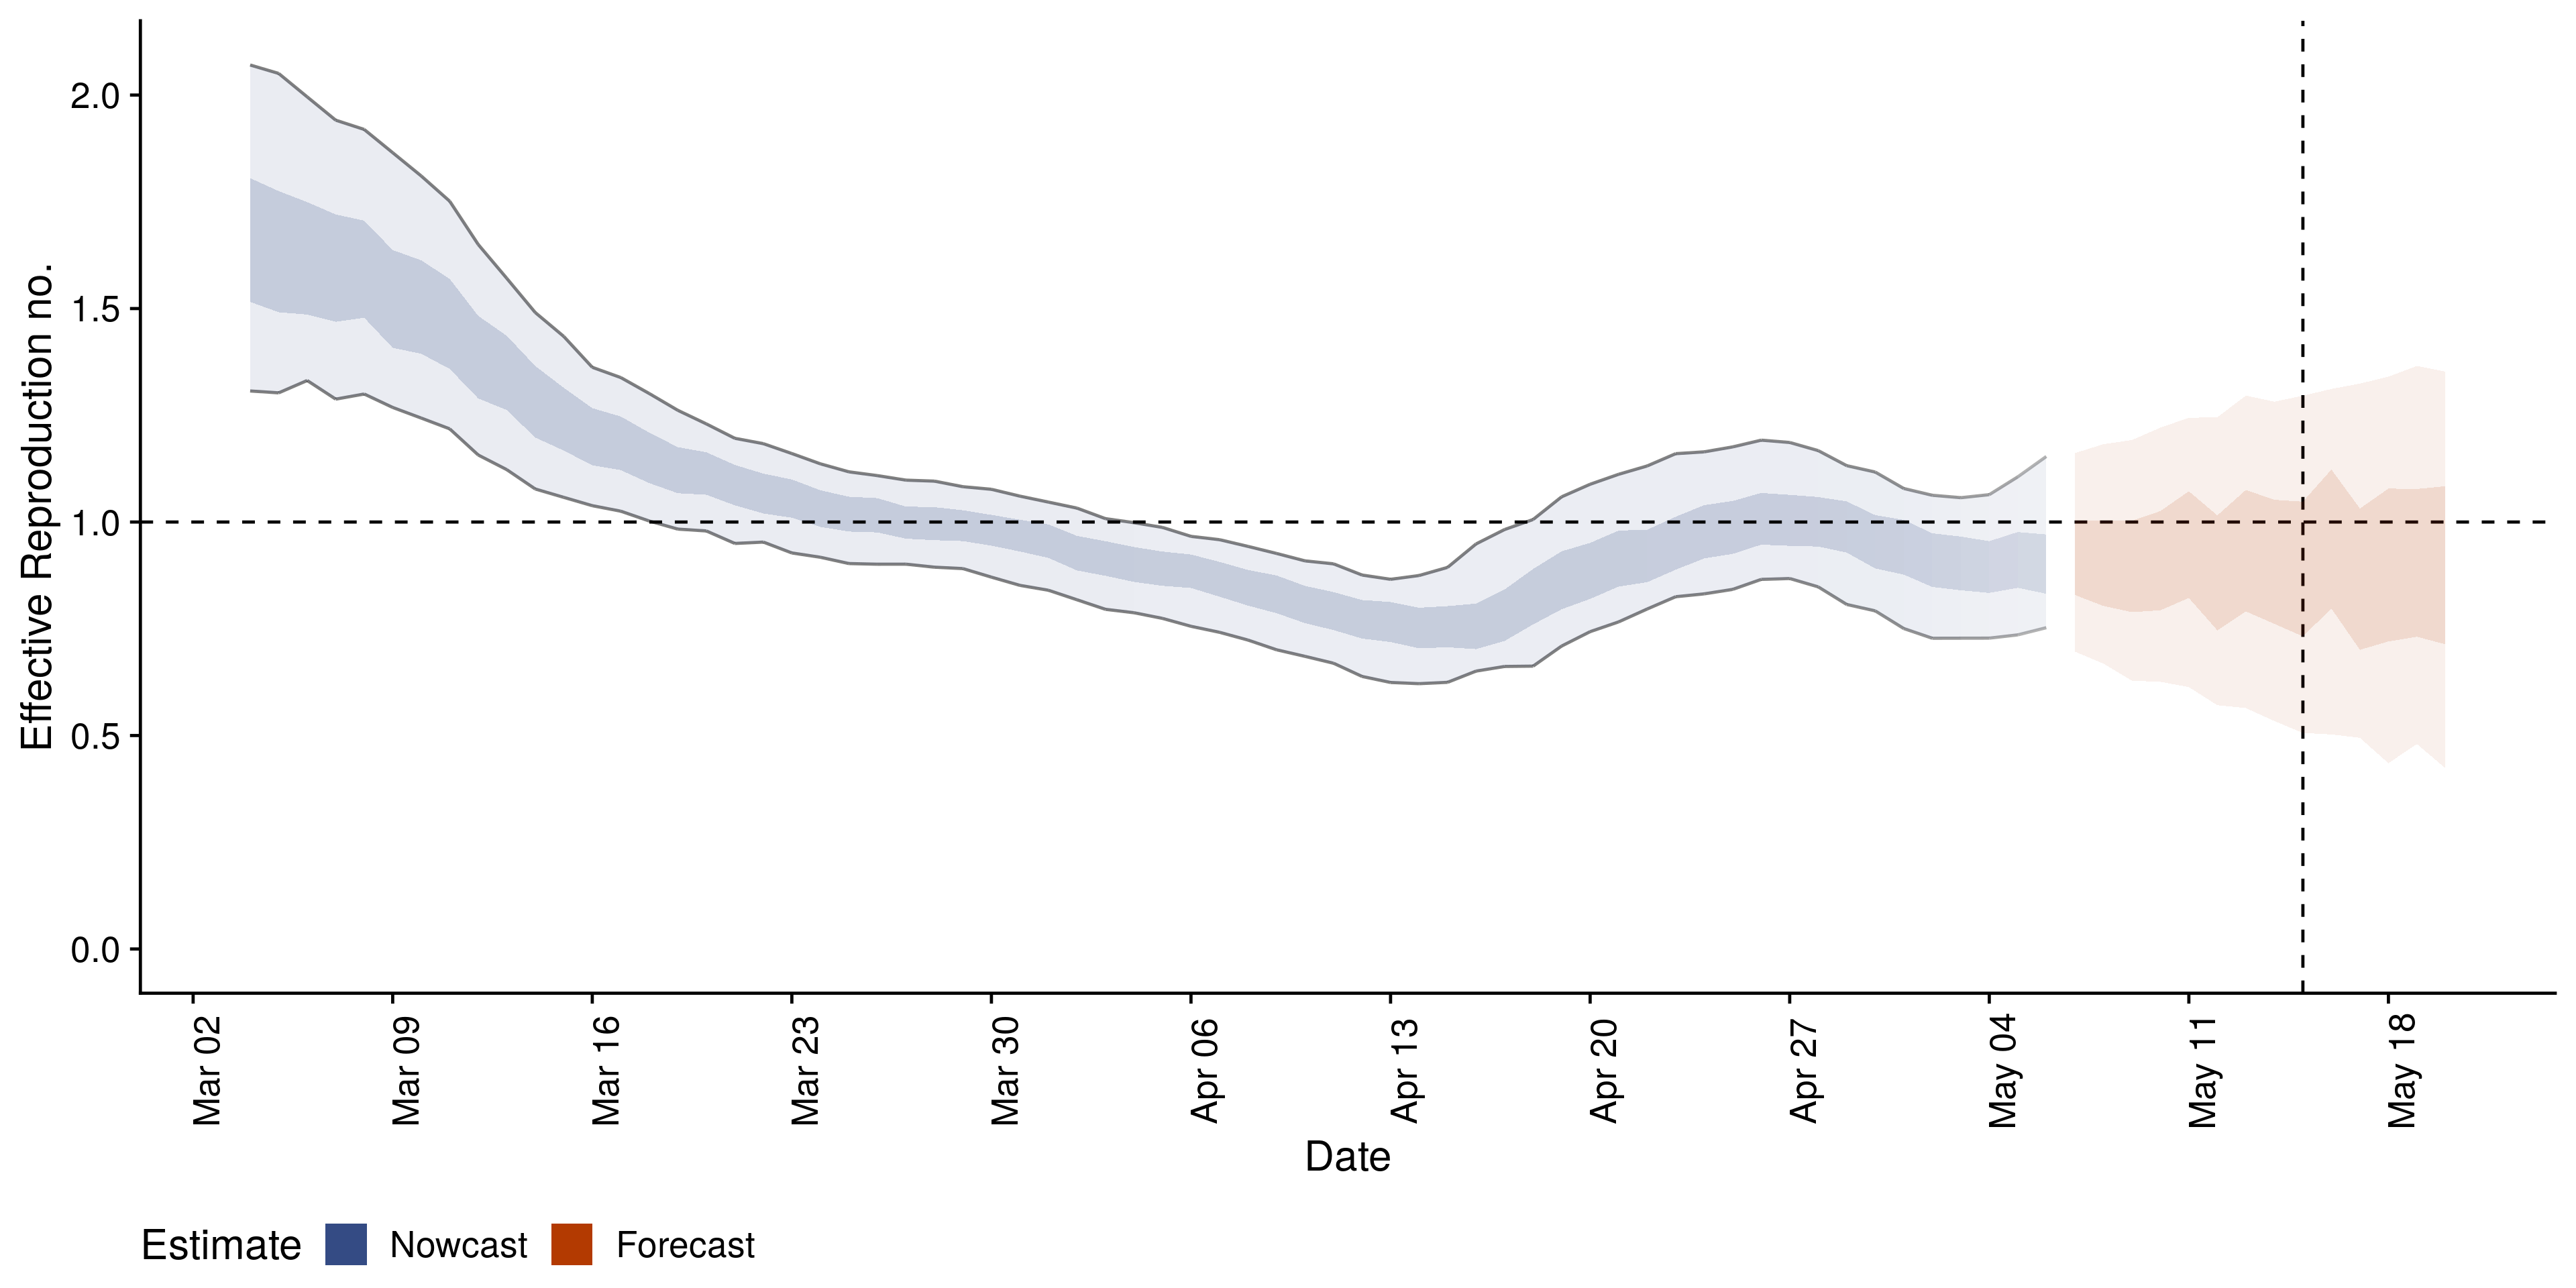 Effective Reproduction no.
2.0
1.5
1.0
0.5
0.0
Mar 02
Mar 09
Mar 16
Mar 23
Mar 30
Apr 06
Apr 13
Apr 20
Apr 27
May 04
May 11
May 18
Date
Estimate Nowcast Forecast